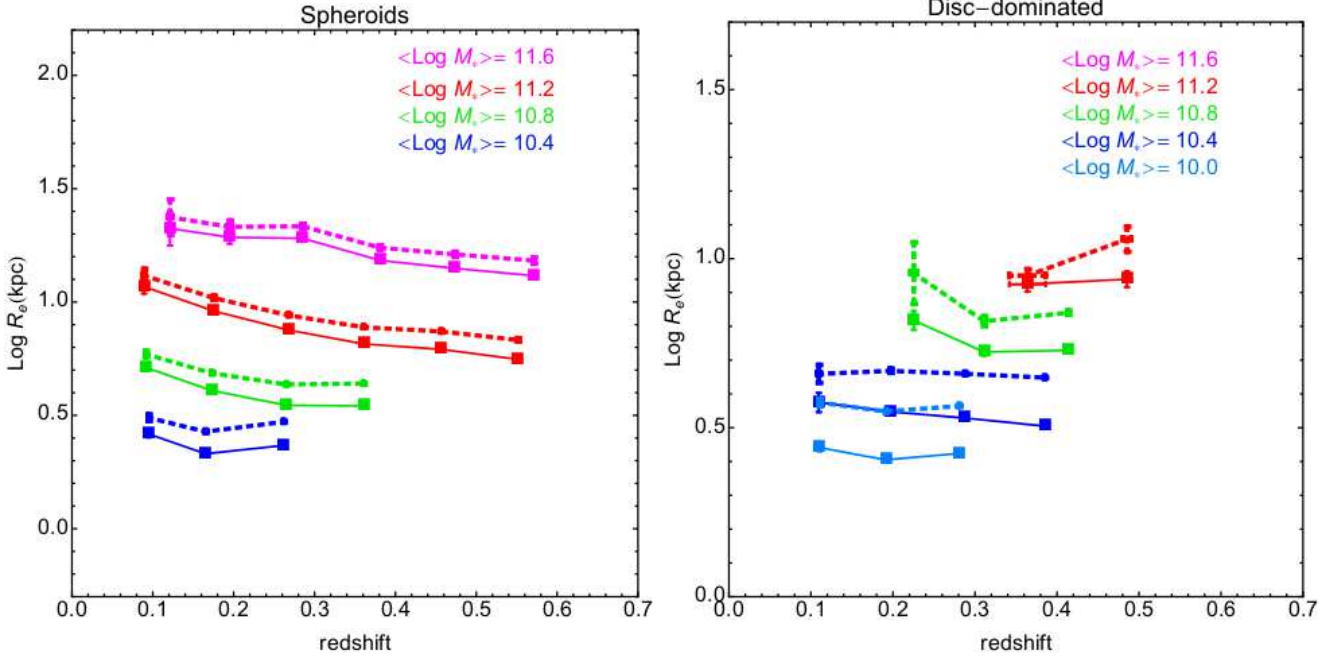 Spheroids
<Log M*>= 11.6
<Log M*>= 11.2
<Log M*>= 10.8
<Log M*>= 10.4
Log Re(kpc)
2.0
1.5
1.0
0.5
0.0
0.0 0.1 0.2 0.3 0.4 0.5 0.6 0.7
redshift
Disc-dominated
<Log M*>= 11.6
<Log M*>= 11.2
<Log M*>= 10.8
<Log M*>= 10.4
<Log M*>= 10.0
Log Re(kpc)
1.5
1.0
0.5
0.0
0.0 0.1 0.2 0.3 0.4 0.5 0.6 0.7
redshift